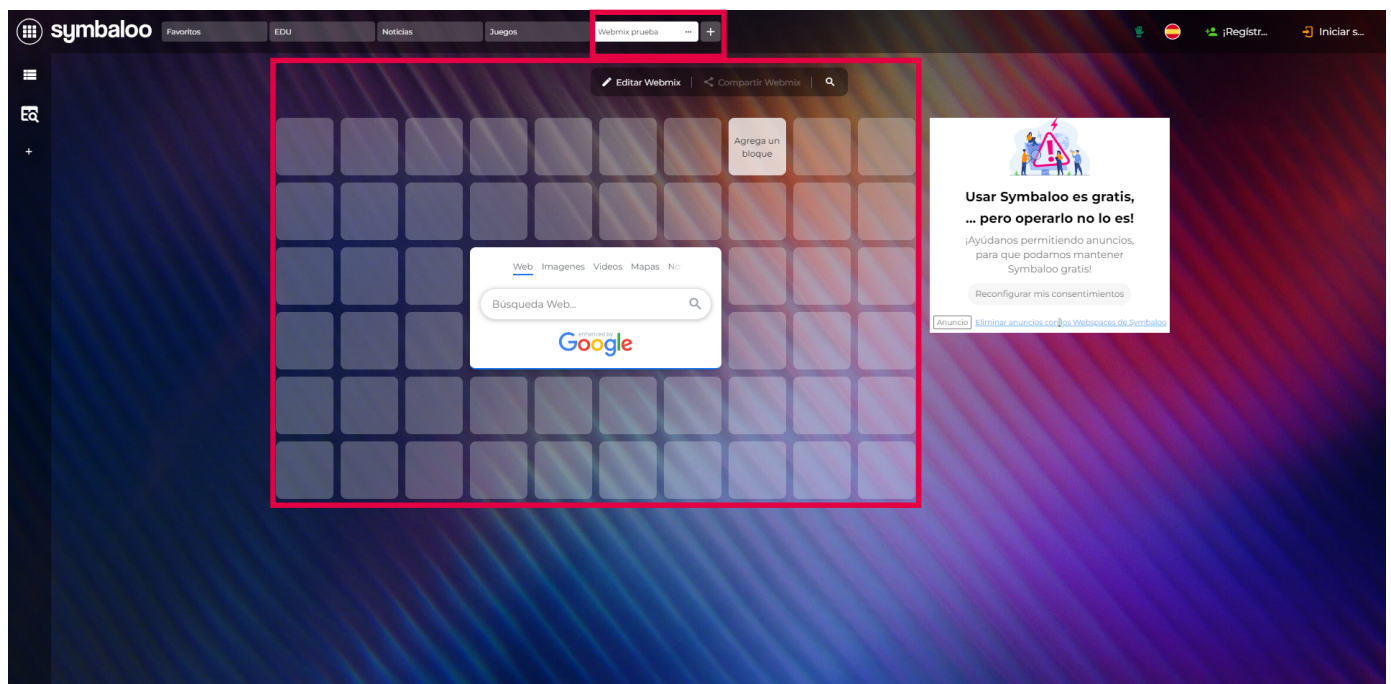 symbaloo
Favoritos
EDU
Noticias
Juegos
Webmix prueba
¡Regístr...
Iniciar s...
Editar Webmix
Compartir Webmix
Agrega un
bloque
Web Imagenes Videos Mapas No
Búsqueda Web...
enhanced by
Google
Usar Symbaloo es gratis,
... pero operarlo no lo es!
¡Ayúdanos permitiendo anuncios,
para que podamos mantener
Symbaloo gratis!
Reconfigurar mis consentimientos
Anuncio Eliminar anuncios con los Webspaces de Symbaloo